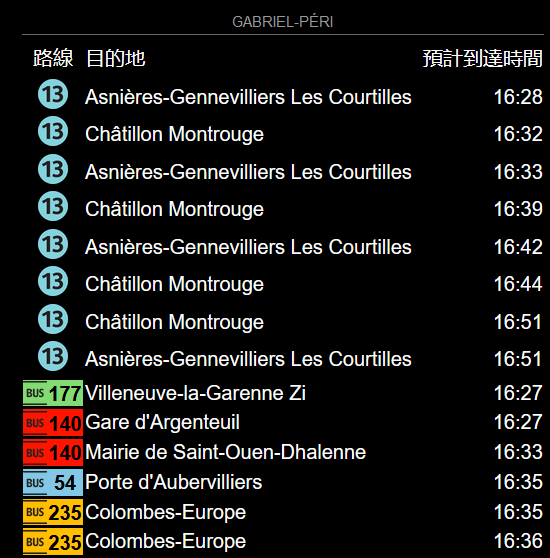 GABRIEL-PÉRI
路線 目的地 預計到達時間
13 Asnières-Gennevilliers Les Courtilles 16:28
13 Châtillon Montrouge 16:32
13 Asnières-Gennevilliers Les Courtilles 16:33
13 Châtillon Montrouge 16:39
13 Asnières-Gennevilliers Les Courtilles 16:42
13 Châtillon Montrouge 16:44
13 Châtillon Montrouge 16:51
13 Asnières-Gennevilliers Les Courtilles 16:51
BUS 177 Villeneuve-la-Garenne Zi 16:27
BUS 140 Gare d'Argenteuil 16:27
BUS 140 Mairie de Saint-Ouen-Dhalenne 16:33
BUS 54 Porte d'Aubervilliers 16:35
BUS 235 Colombes-Europe 16:35
BUS 235 Colombes-Europe 16:36